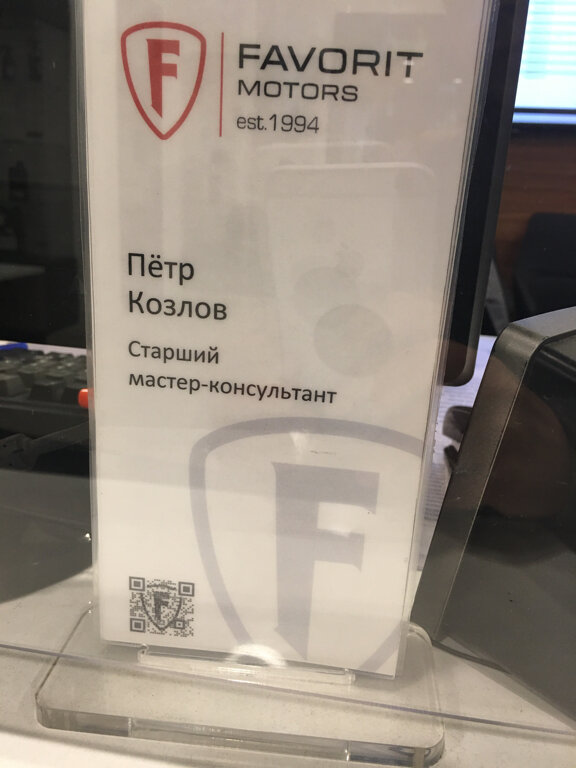 F
FAVORIT
MOTORS
est.1994
Пётр
Козлов
Старший
мастер-консультант
F